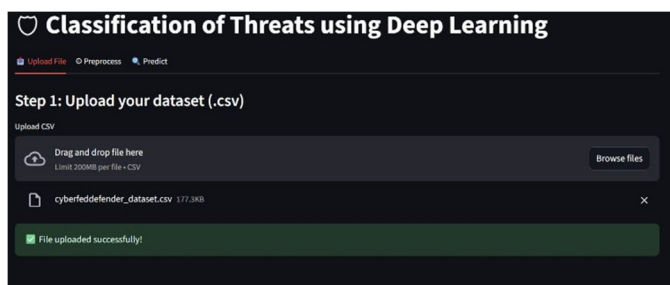 Classification of Threats using Deep Learning
Upload File Preprocess Predict
Step 1: Upload your dataset (.csv)
Upload CSV
Drag and drop file here
Limit 200MB per file • CSV
Browse files
cyberfeddefender_dataset.csv 177.3KB
File uploaded successfully!